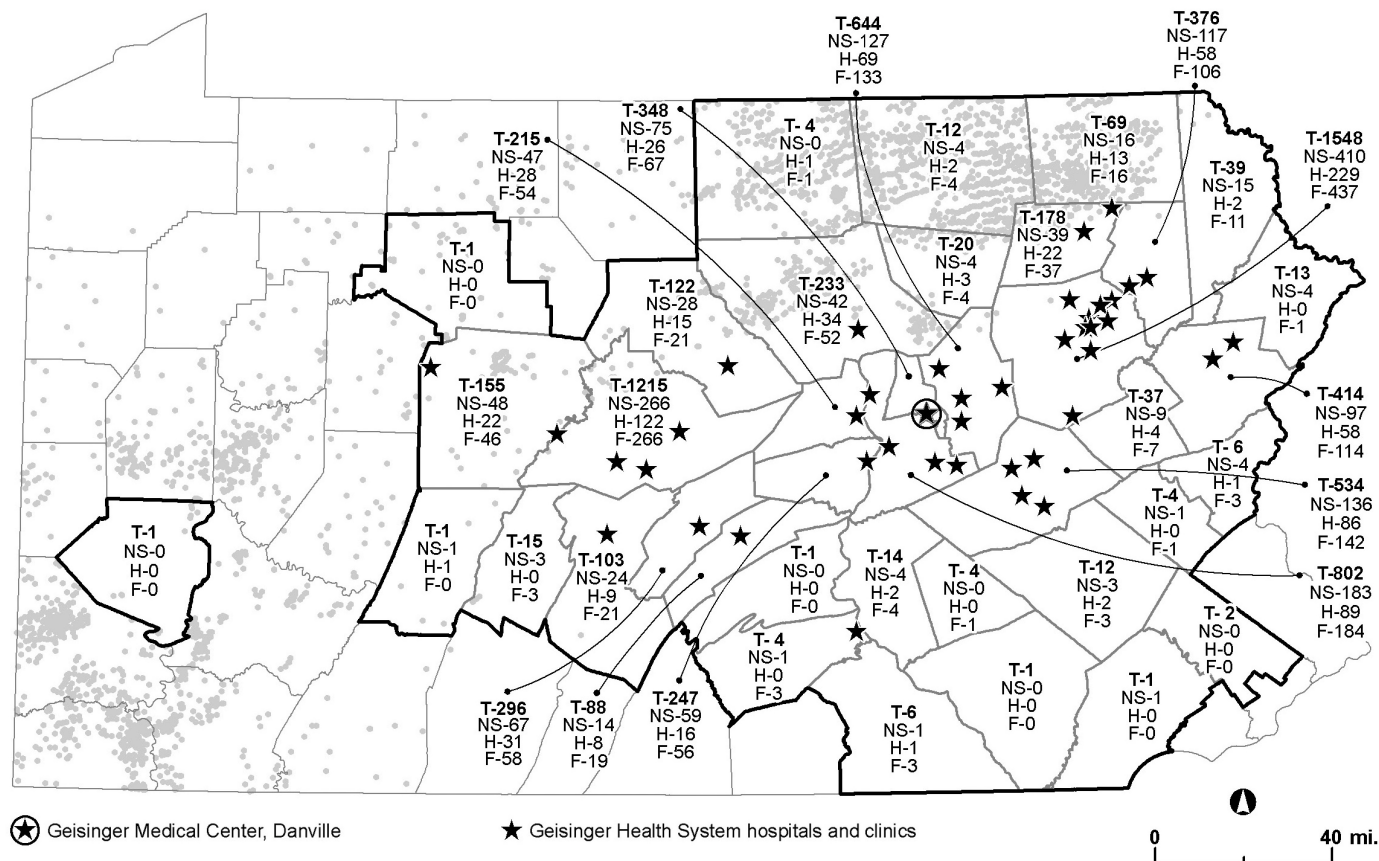 T-644
NS-127
H-69
F-133
T-376
NS-117
H-58
F-106
T-348
NS-75
H-26
F-67
T-215
NS-47
H-28
F-54
T- 4
NS-0
H-1
F-1
T-12
NS-4
H-2
F-4
T-69
NS-16
H-13
F-16
T-39
NS-15
H-2
F-11
T-1548
NS-410
H-229
F-437
T-1
NS-0
H-0
F-0
T-122
NS-28
H-15
F-21
T-233
NS-42
H-34
F-52
T-20
NS-4
H-3
F-4
T-178
NS-39
H-22
F-37
T-13
NS-4
H-0
F-1
T-155
NS-48
H-22
F-46
T-1215
NS-266
H-122
F-266
T-37
NS-9
H-4
F-7
T-414
NS-97
H-58
F-114
T- 6
NS-4
H-1
F-3
T-534
NS-136
H-86
F-142
T-4
NS-1
H-0
F-1
T-1
NS-0
H-0
F-0
T-1
NS-1
H-1
F-0
T-15
NS-3
H-0
F-3
T-103
NS-24
H-9
F-21
T-1
NS-0
H-0
F-0
T-14
NS-4
H-2
F-4
T- 4
NS-0
H-0
F-1
T-12
NS-3
H-2
F-3
T-802
NS-183
H-89
F-184
T- 2
NS-0
H-0
F-0
T- 4
NS-1
H-0
F-3
T-296
NS-67
H-31
F-58
T-88
NS-14
H-8
F-19
T-247
NS-59
H-16
F-56
T-6
NS-1
H-1
F-3
T-1
NS-0
H-0
F-0
T-1
NS-1
H-0
F-0
Geisinger Medical Center, Danville
Geisinger Health System hospitals and clinics
0 40 mi.